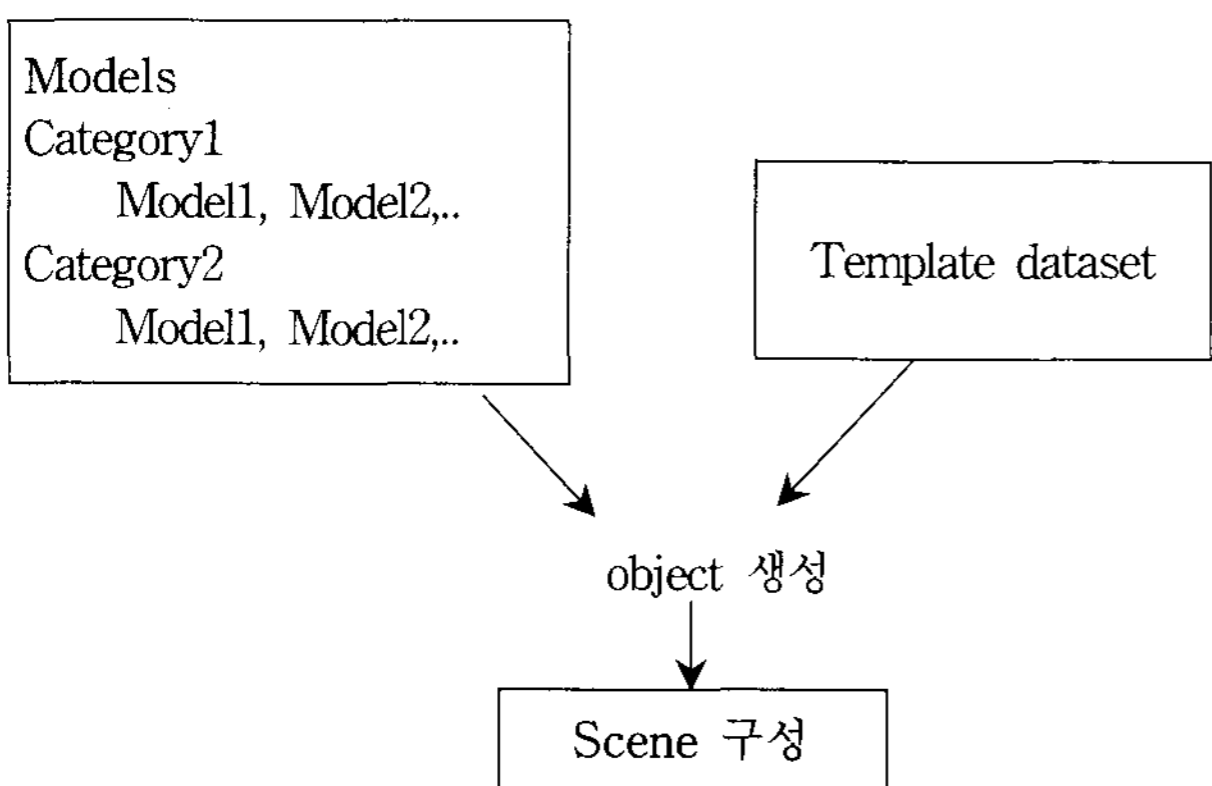 Models
Category1
Model1, Model2,..
Category2
Model1, Model2,..
Template dataset
object 생성
Scene 구성